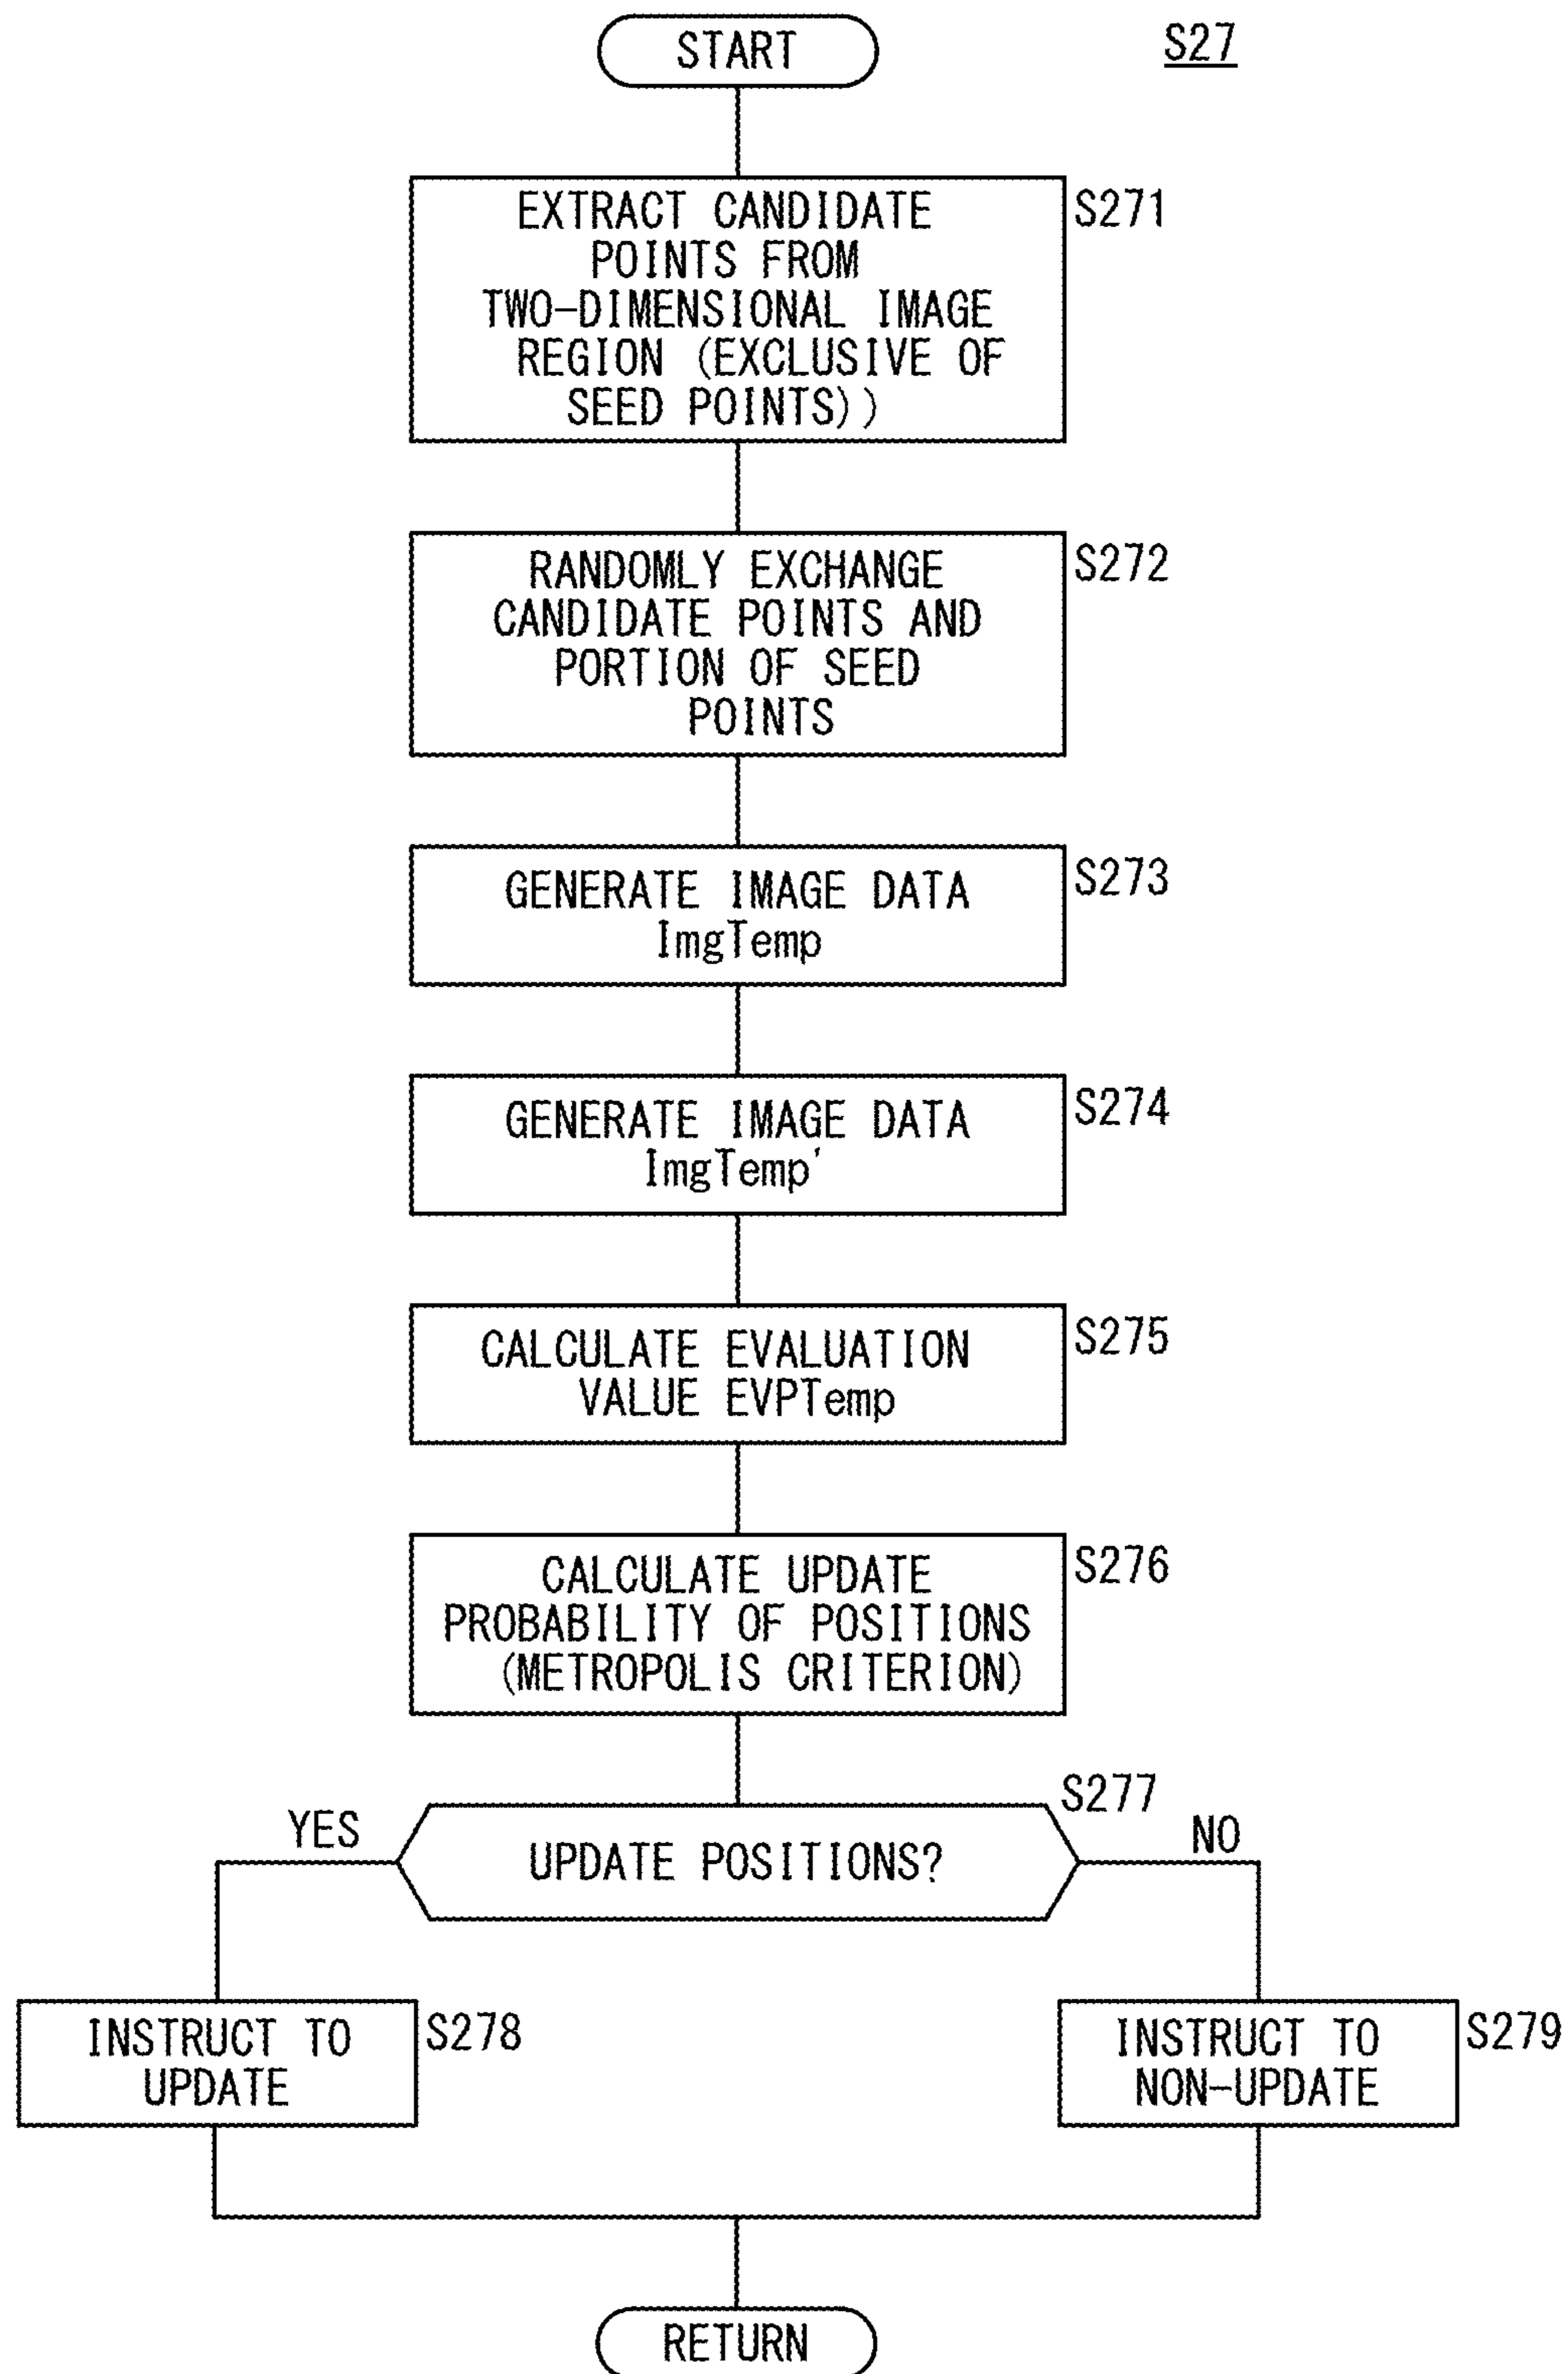 START
S27
EXTRACT CANDIDATE
POINTS FROM
TWO-DIMENSIONAL IMAGE
REGION (EXCLUSIVE OF
SEED POINTS))
S271
RANDOMLY EXCHANGE
CANDIDATE POINTS AND
PORTION OF SEED
POINTS
S272
GENERATE IMAGE DATA
ImgTemp
S273
GENERATE IMAGE DATA
ImgTemp'
S274
CALCULATE EVALUATION
VALUE EVPTemp
S275
CALCULATE UPDATE
PROBABILITY OF POSITIONS
(METROPOLIS CRITERION)
S276
UPDATE POSITIONS?
S277
YES
NO
INSTRUCT TO
UPDATE
S278
INSTRUCT TO
NON-UPDATE
S279
RETURN